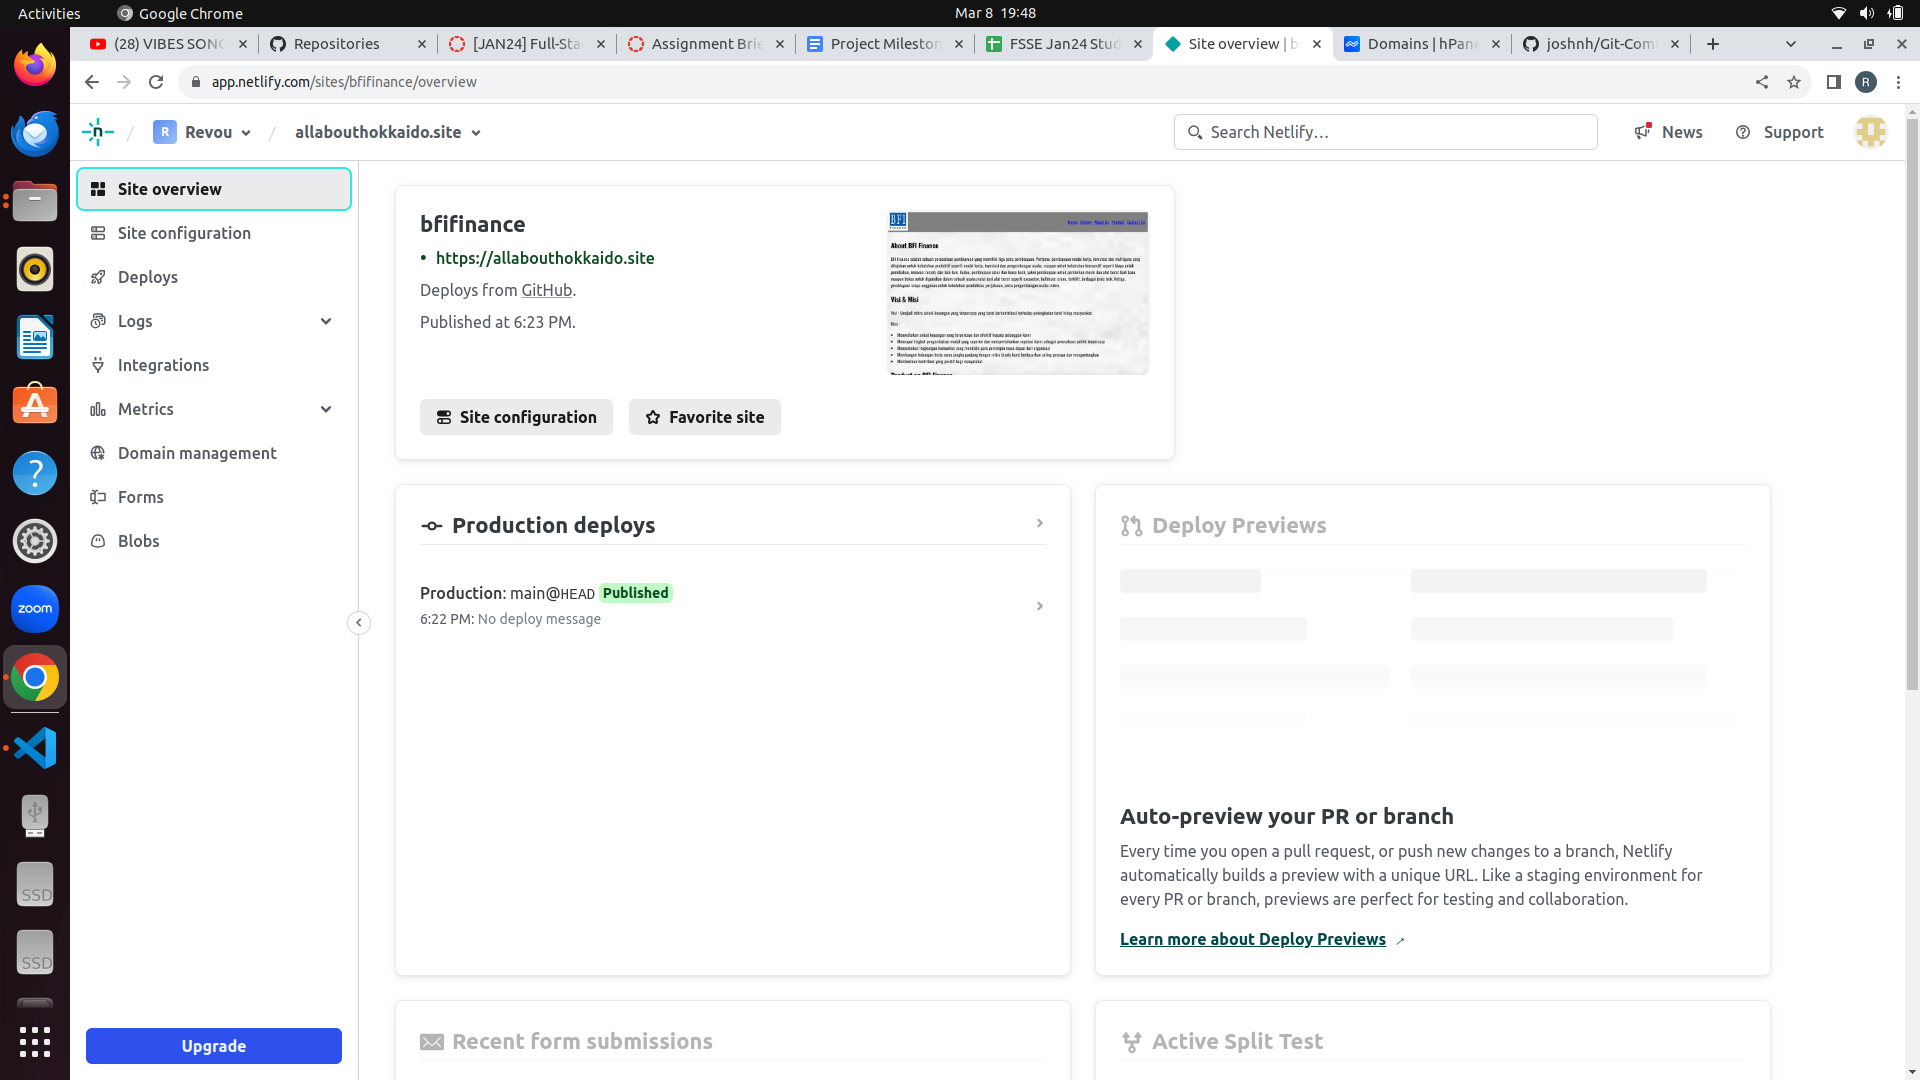 Activities
Google Chrome
Mar 8 19:48
(28) VIBES SONG
Repositories
[JAN24] Full-Sta
Assignment Brie
Project Mileston
FSSE Jan24 Stud
Site overview | b
Domains | hPane
joshnh/Git-Com
app.netlify.com/sites/bfifinance/overview
R
R Revou
allabouthokkaido.site
Search Netlify…
News
Support
Site overview
Site configuration
Deploys
Logs
Integrations
Metrics
Domain management
Forms
Blobs
Upgrade
bfifinance
• https://allabouthokkaido.site
Deploys from GitHub.
Published at 6:23 PM.
Site configuration
Favorite site
BFI
About BFI Finance
Visi & Misi
Production deploys
Production: main@HEAD Published
6:22 PM: No deploy message
Deploy Previews
Auto-preview your PR or branch
Every time you open a pull request, or push new changes to a branch, Netlify
automatically builds a preview with a unique URL. Like a staging environment for
every PR or branch, previews are perfect for testing and collaboration.
Learn more about Deploy Previews
Recent form submissions
Active Split Test
zoom
SSD
SSD